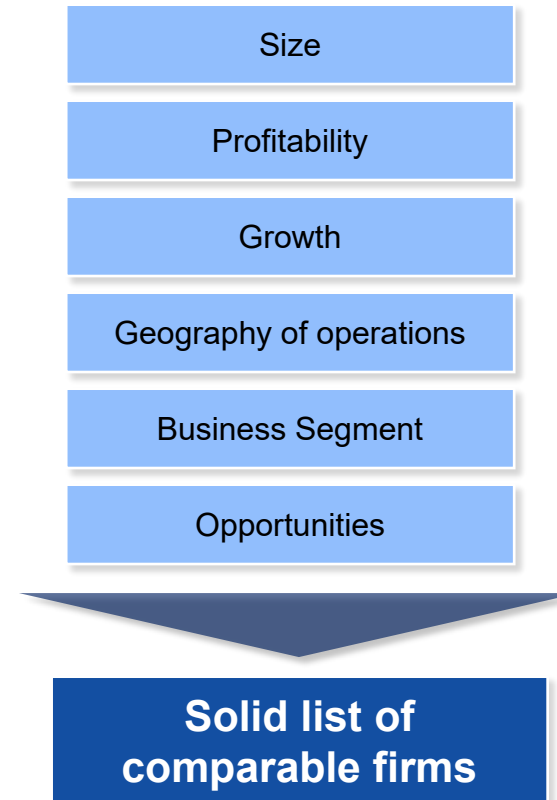 Size
Profitability
Growth
Geography of operations
Business Segment
Opportunities
Solid list of
comparable firms